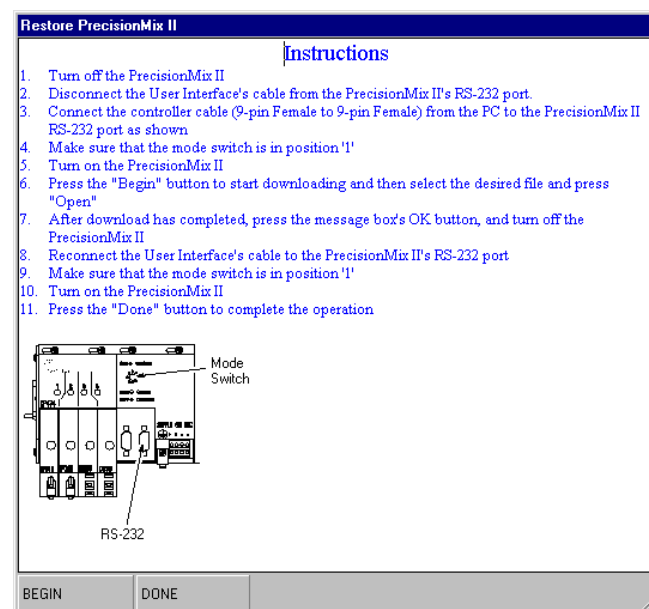 Restore PrecisionMix II
Instructions
1. Turn off the PrecisionMix II
2. Disconnect the User Interface's cable from the PrecisionMix II's RS-232 port.
3. Connect the controller cable (9-pin Female to 9-pin Female) from the PC to the PrecisionMix II
RS-232 port as shown
4. Make sure that the mode switch is in position '1'
5. Turn on the PrecisionMix II
6. Press the "Begin" button to start downloading and then select the desired file and press
"Open"
7. After download has completed, press the message box's OK button, and turn off the
PrecisionMix II
8. Reconnect the User Interface's cable to the PrecisionMix II's RS-232 port
9. Make sure that the mode switch is in position '1'
10. Turn on the PrecisionMix II
11. Press the "Done" button to complete the operation
Mode
Switch
RS-232
BEGIN
DONE